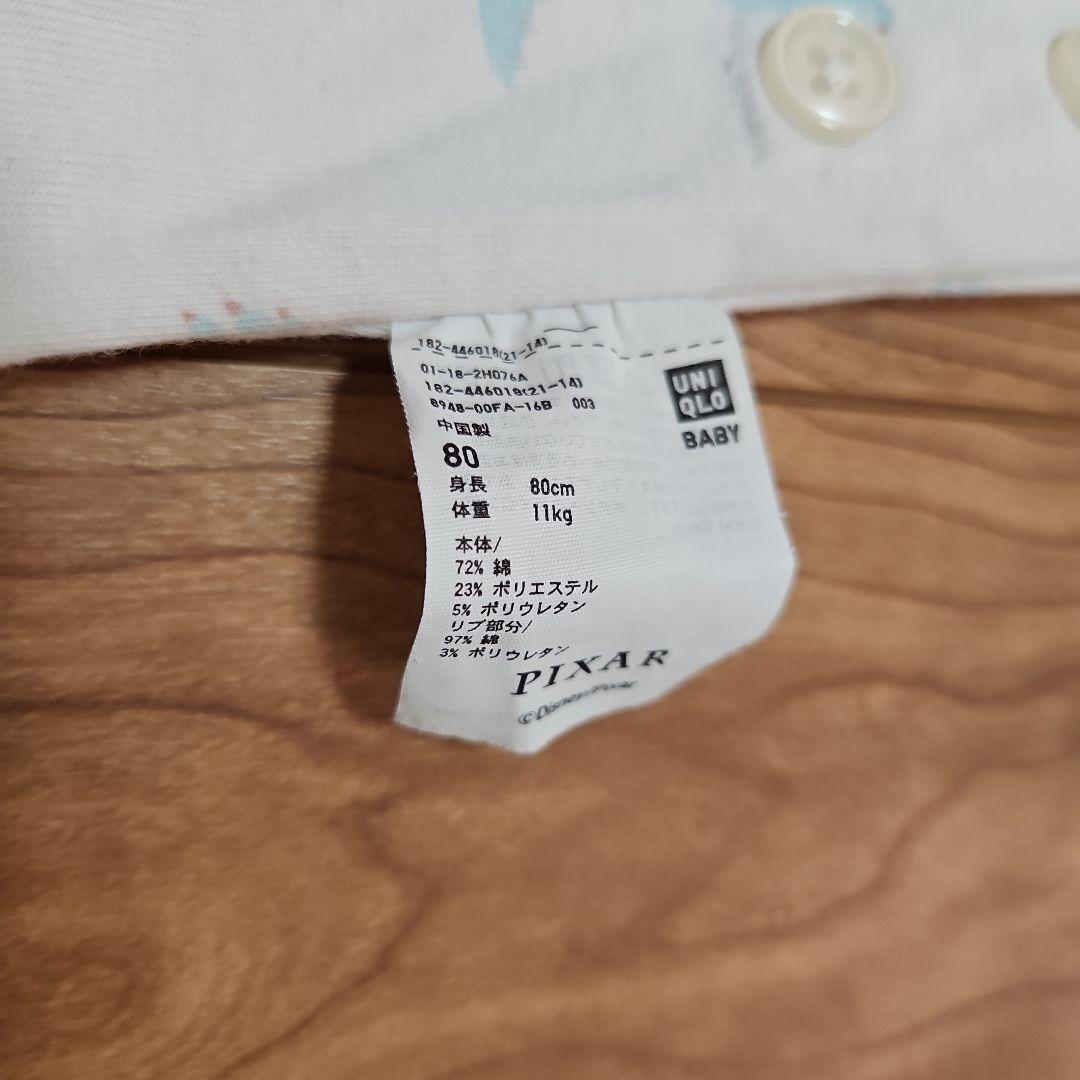 182-446018(21-14)
01-18-2H076A
182-446018(21-14)
8948-00FA-16B 003
中国製
80
身長 80cm
体重 11kg
本体/
72% 綿
23% ポリエステル
5% ポリウレタン
リブ部分/
97% 綿
3% ポリウレタン
PIXAR
©Disney/Pixar
UNI
QLO
BABY